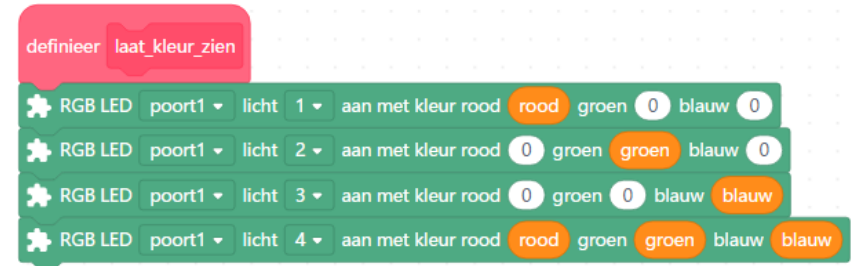 definieer laat_kleur_zien
RGB LED poort1 licht 1 aan met kleur rood rood groen 0 blauw 0
RGB LED poort1 licht 2 aan met kleur rood 0 groen groen blauw 0
RGB LED poort1 licht 3 aan met kleur rood 0 groen 0 blauw blauw
RGB LED poort1 licht 4 aan met kleur rood rood groen groen blauw blauw